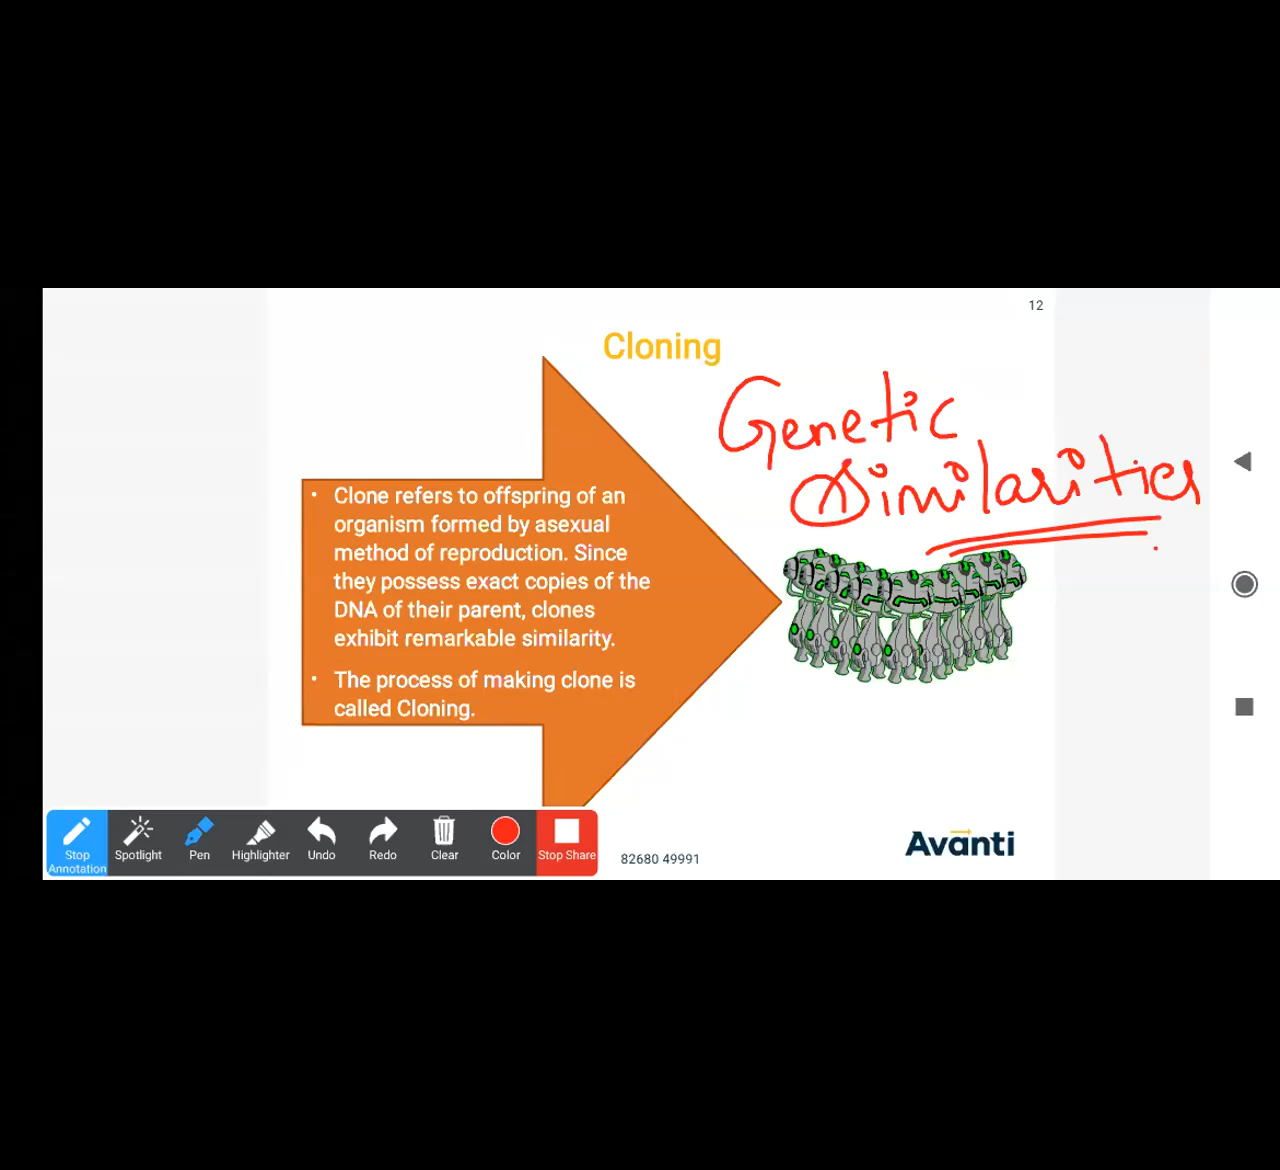 12
Cloning
Genetic
Similarities
• Clone refers to offspring of an
organism formed by asexual
method of reproduction. Since
they possess exact copies of the
DNA of their parent, clones
exhibit remarkable similarity.
• The process of making clone is
called Cloning.
Stop Annotation
Spotlight
Pen
Highlighter
Undo
Redo
Clear
Color
Stop Share
82680 49991
Avanti